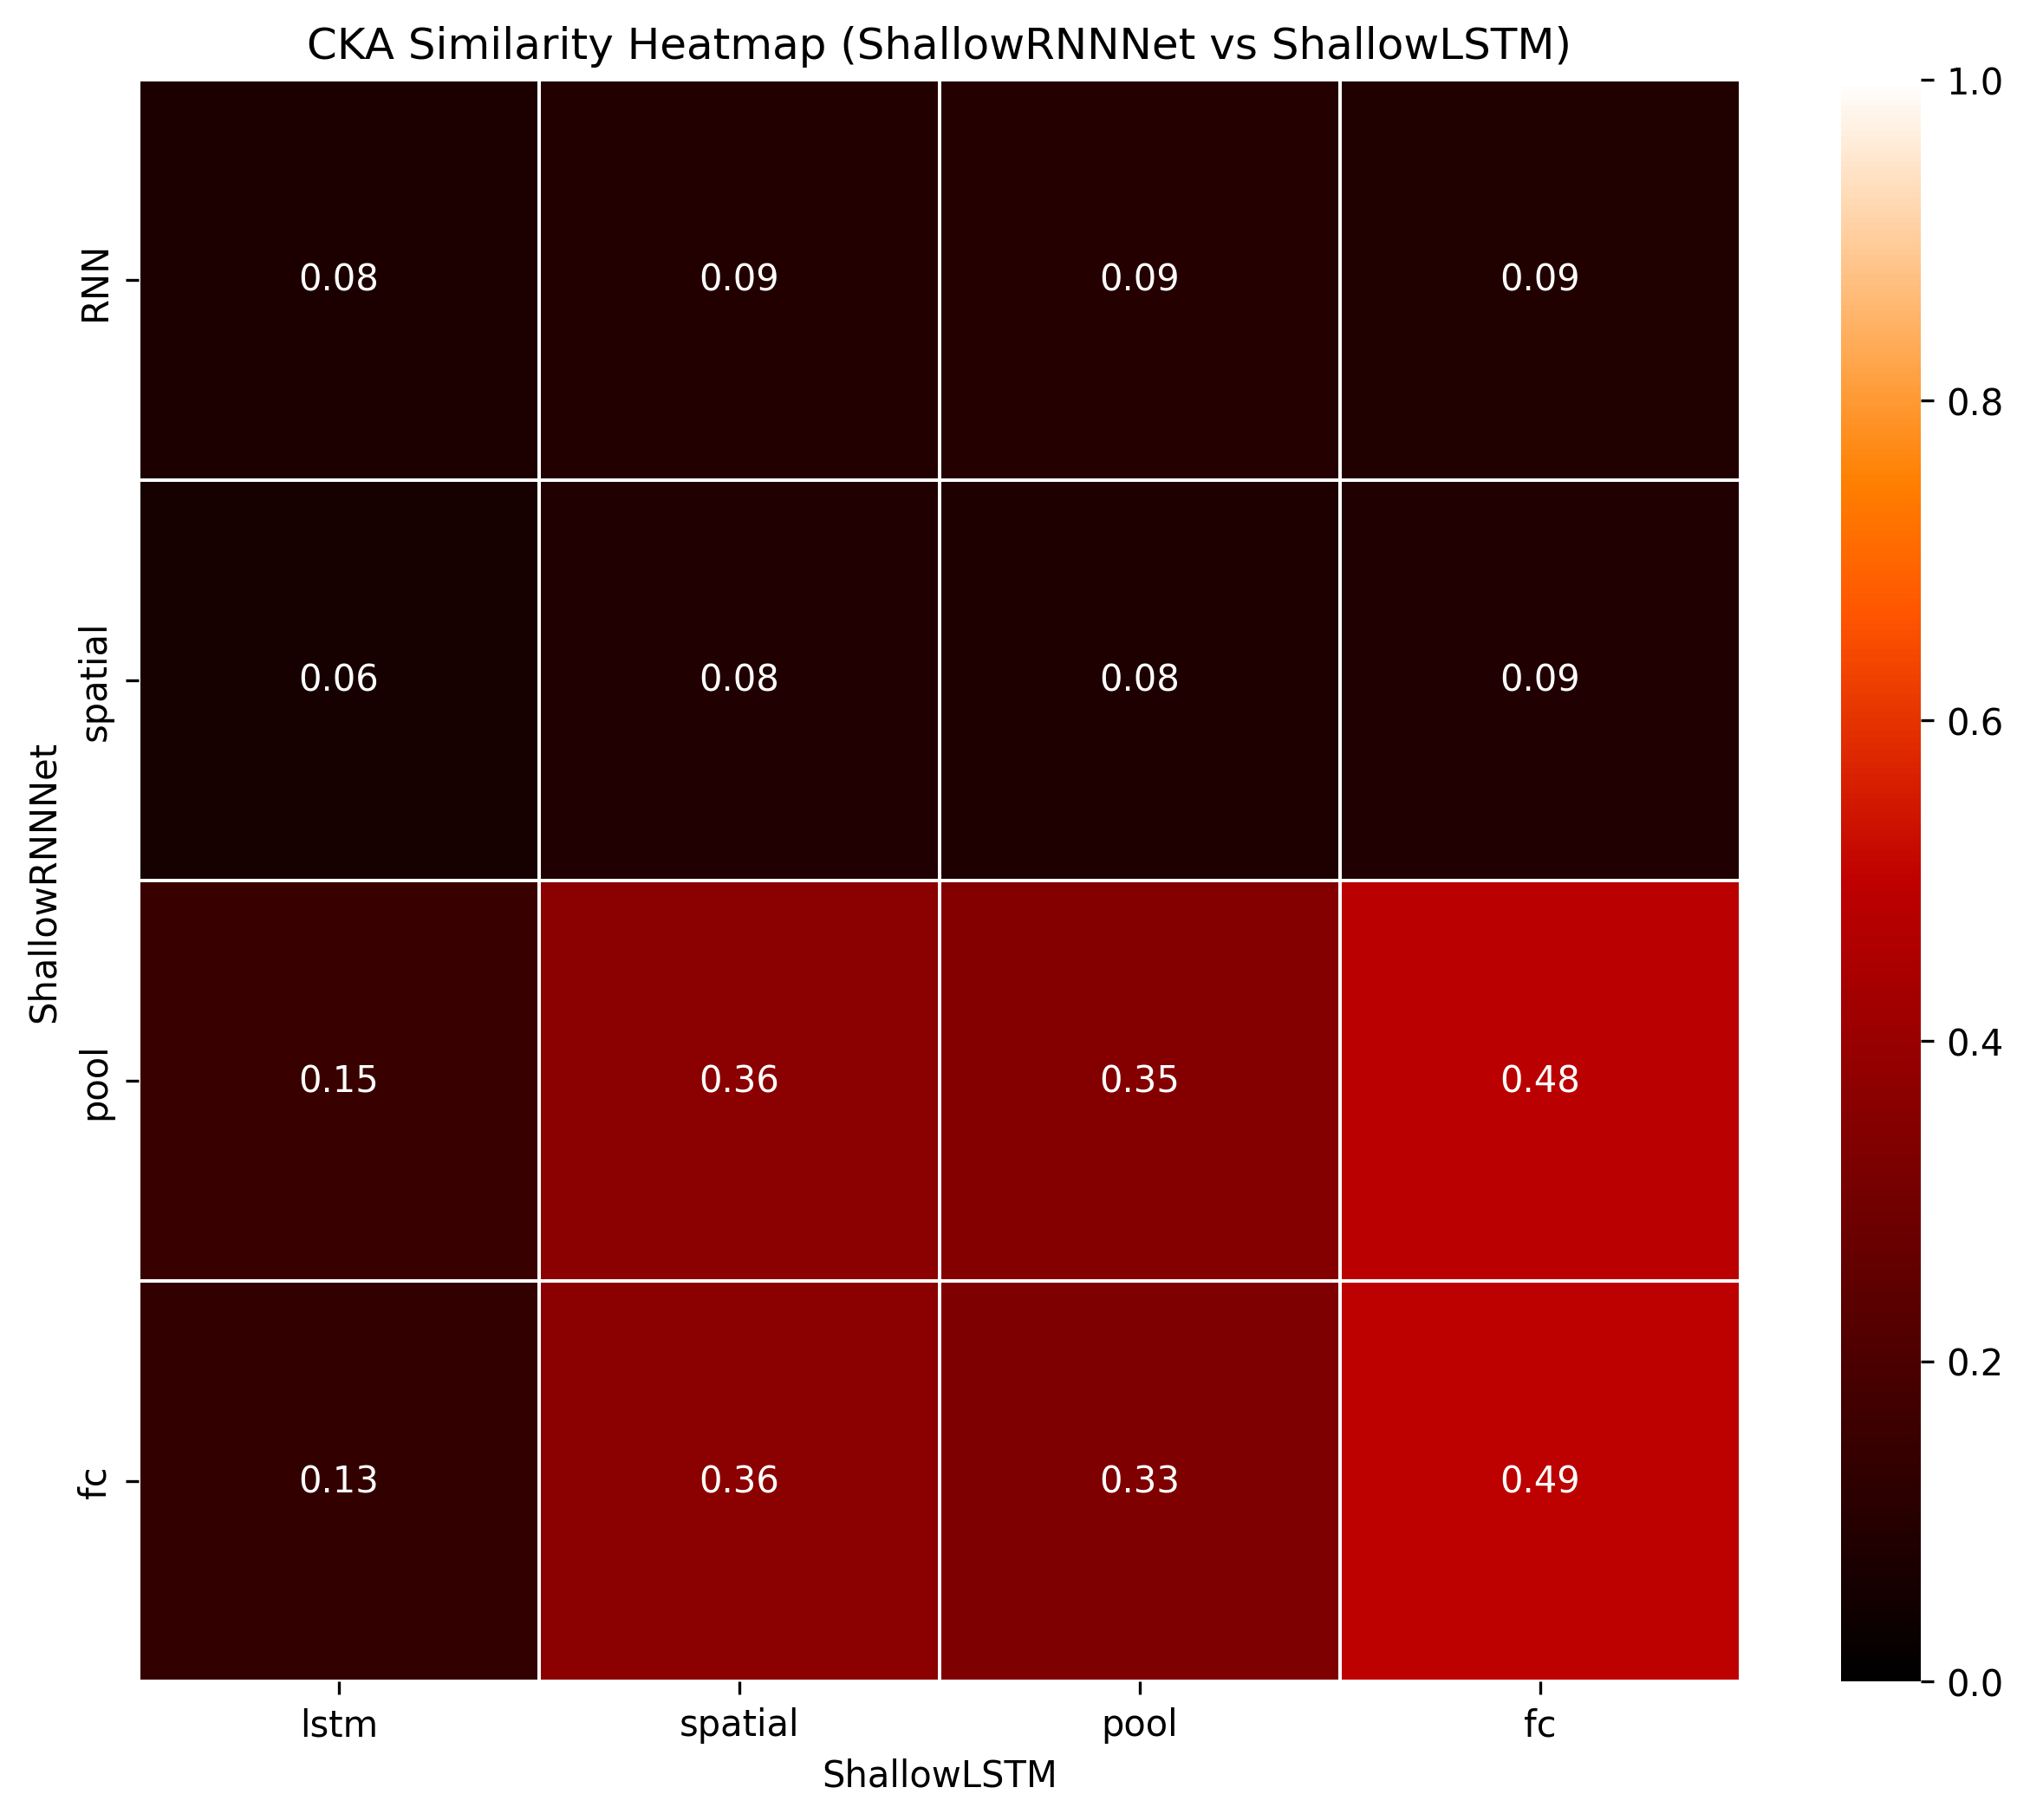 CKA Similarity Heatmap (ShallowRNNNet vs ShallowLSTM)
ShallowRNNNet
RNN 0.08 0.09 0.09 0.09
spatial 0.06 0.08 0.08 0.09
pool 0.15 0.36 0.35 0.48
fc 0.13 0.36 0.33 0.49
lstm spatial pool fc
ShallowLSTM
1.0
0.8
0.6
0.4
0.2
0.0